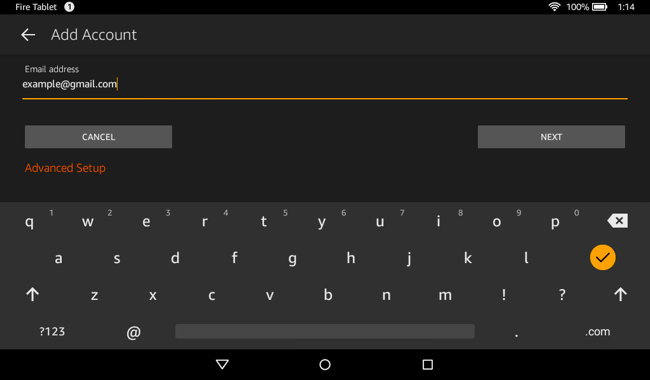 Fire Tablet 1 100% 1:14
Add Account
Email address
example@gmail.com
CANCEL NEXT
Advanced Setup
q 1 w 2 e 3 r 4 t 5 y 6 u 7 i 8 o 9 p 0
a s d f g h j k l
z x c v b n m ! ?
?123 @ . .com